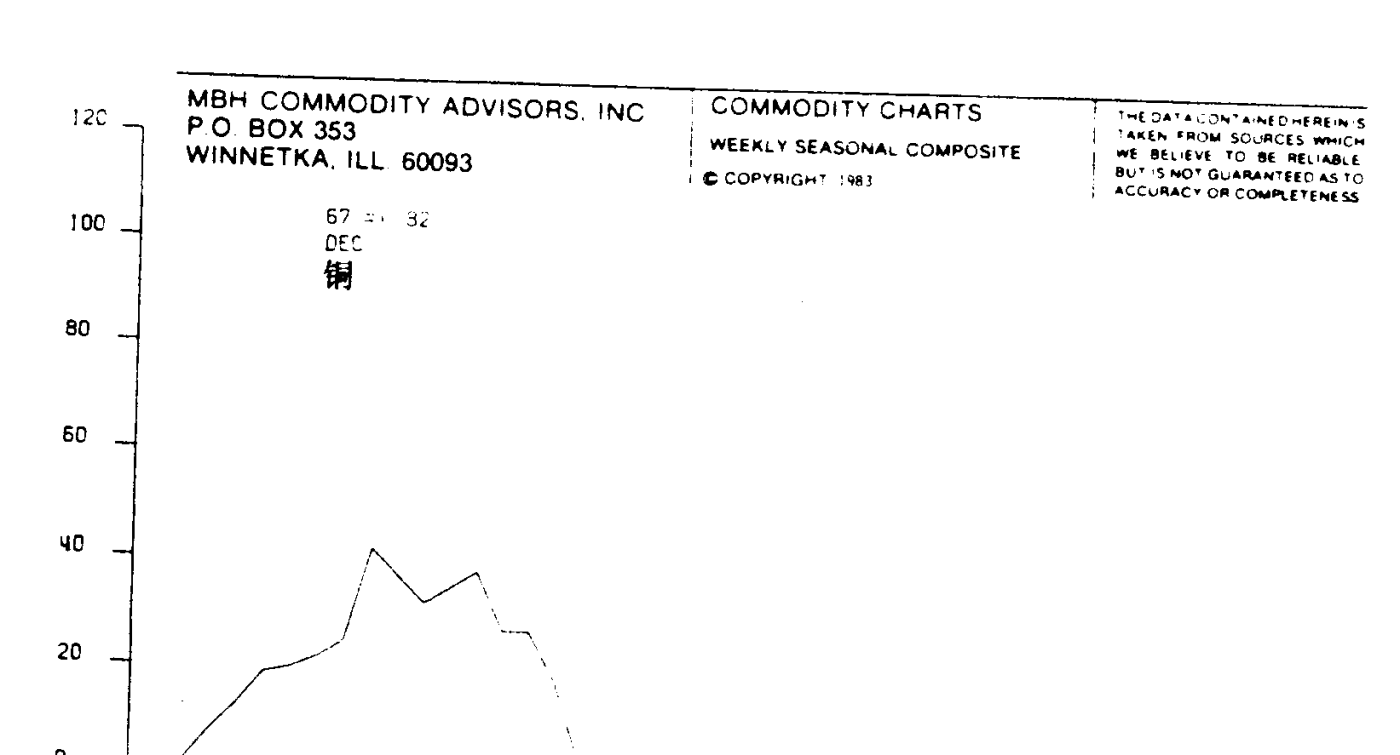 MBH COMMODITY ADVISORS, INC
P.O. BOX 353
WINNETKA, ILL. 60093
COMMODITY CHARTS
WEEKLY SEASONAL COMPOSITE
© COPYRIGHT 1983
THE DATA CONTAINED HEREIN IS
TAKEN FROM SOURCES WHICH
WE BELIEVE TO BE RELIABLE
BUT IS NOT GUARANTEED AS TO
ACCURACY OR COMPLETENESS
67 82
DEC
铜
120
100
80
60
40
20